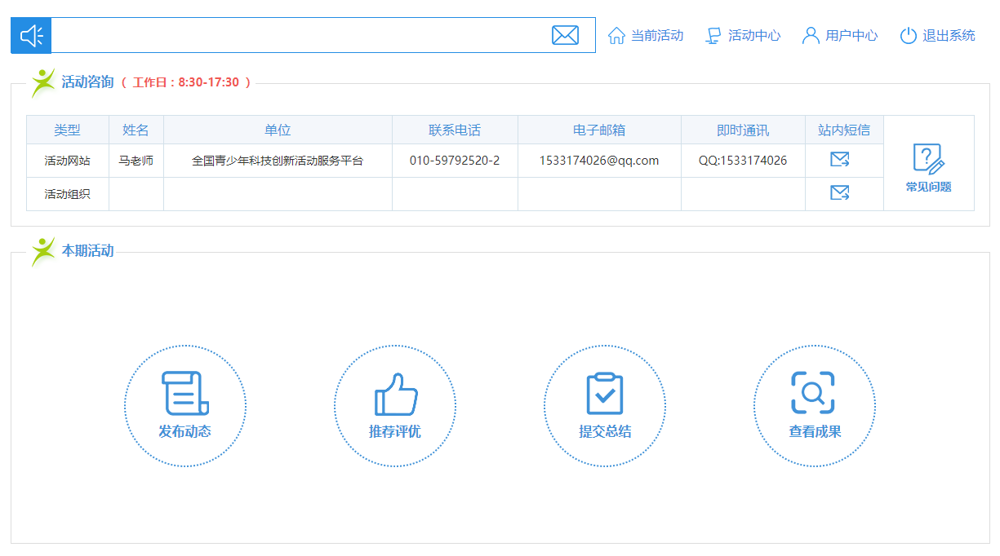 当前活动 活动中心 用户中心 退出系统
活动咨询 ( 工作日:8:30-17:30 )
类型 姓名 单位 联系电话 电子邮箱 即时通讯 站内短信
活动网站 马老师 全国青少年科技创新活动服务平台 010-59792520-2 1533174026@qq.com QQ:1533174026
常见问题
活动组织
本期活动
发布动态 推荐评优 提交总结 查看成果